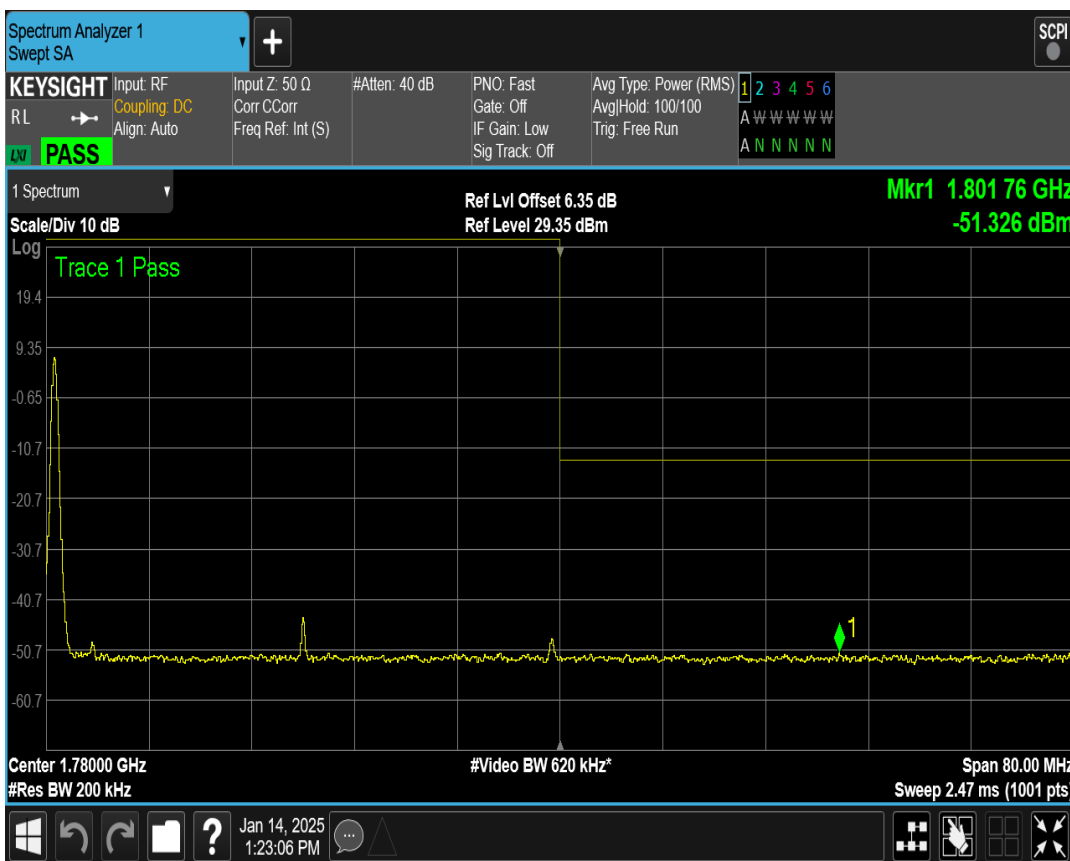 Spectrum Analyzer 1
Swept SA
+
SCPI
KEYSIGHT
RL
LXI
PASS
Input: RF
Coupling: DC
Align: Auto
Input Z: 50 Ω
Corr CCorr
Freq Ref: Int (S)
#Atten: 40 dB
PNO: Fast
Gate: Off
IF Gain: Low
Sig Track: Off
Avg Type: Power (RMS)
Avg|Hold: 100/100
Trig: Free Run
1 2 3 4 5 6
A W W W W W
A N N N N N
1 Spectrum
Scale/Div 10 dB
Ref Lvl Offset 6.35 dB
Ref Level 29.35 dBm
Mkr1 1.801 76 GHz
-51.326 dBm
Log
Trace 1 Pass
19.4
9.35
-0.65
-10.7
-20.7
-30.7
-40.7
-50.7
-60.7
1
Center 1.78000 GHz
#Res BW 200 kHz
#Video BW 620 kHz*
Span 80.00 MHz
Sweep 2.47 ms (1001 pts)
?
Jan 14, 2025
1:23:06 PM